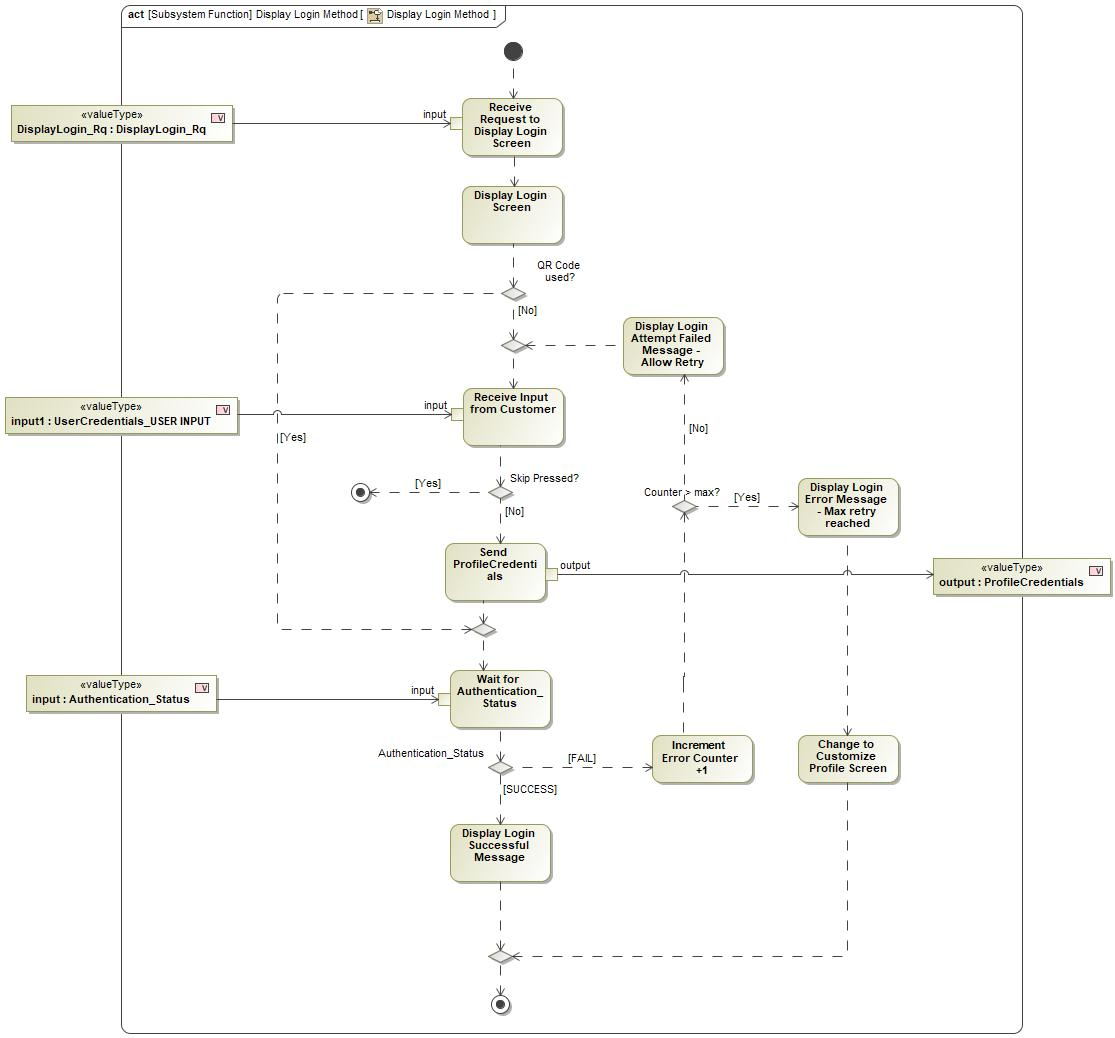 act [Subsystem Function] Display Login Method [ Display Login Method ]
«valueType»
DisplayLogin_Rq : DisplayLogin_Rq
V
input
Receive
Request to
Display Login
Screen
Display Login
Screen
QR Code
used?
[No]
Display Login
Attempt Failed
Message -
Allow Retry
«valueType»
input1 : UserCredentials_USER INPUT
V
input
Receive Input
from Customer
[Yes]
[No]
Skip Pressed?
[Yes]
[No]
Counter > max?
[Yes]
Display Login
Error Message
- Max retry
reached
Send
ProfileCredenti
als
output
«valueType»
output : ProfileCredentials
V
«valueType»
input : Authentication_Status
V
input
Wait for
Authentication_
Status
Authentication_Status
[FAIL]
[SUCCESS]
Increment
Error Counter
+1
Change to
Customize
Profile Screen
Display Login
Successful
Message